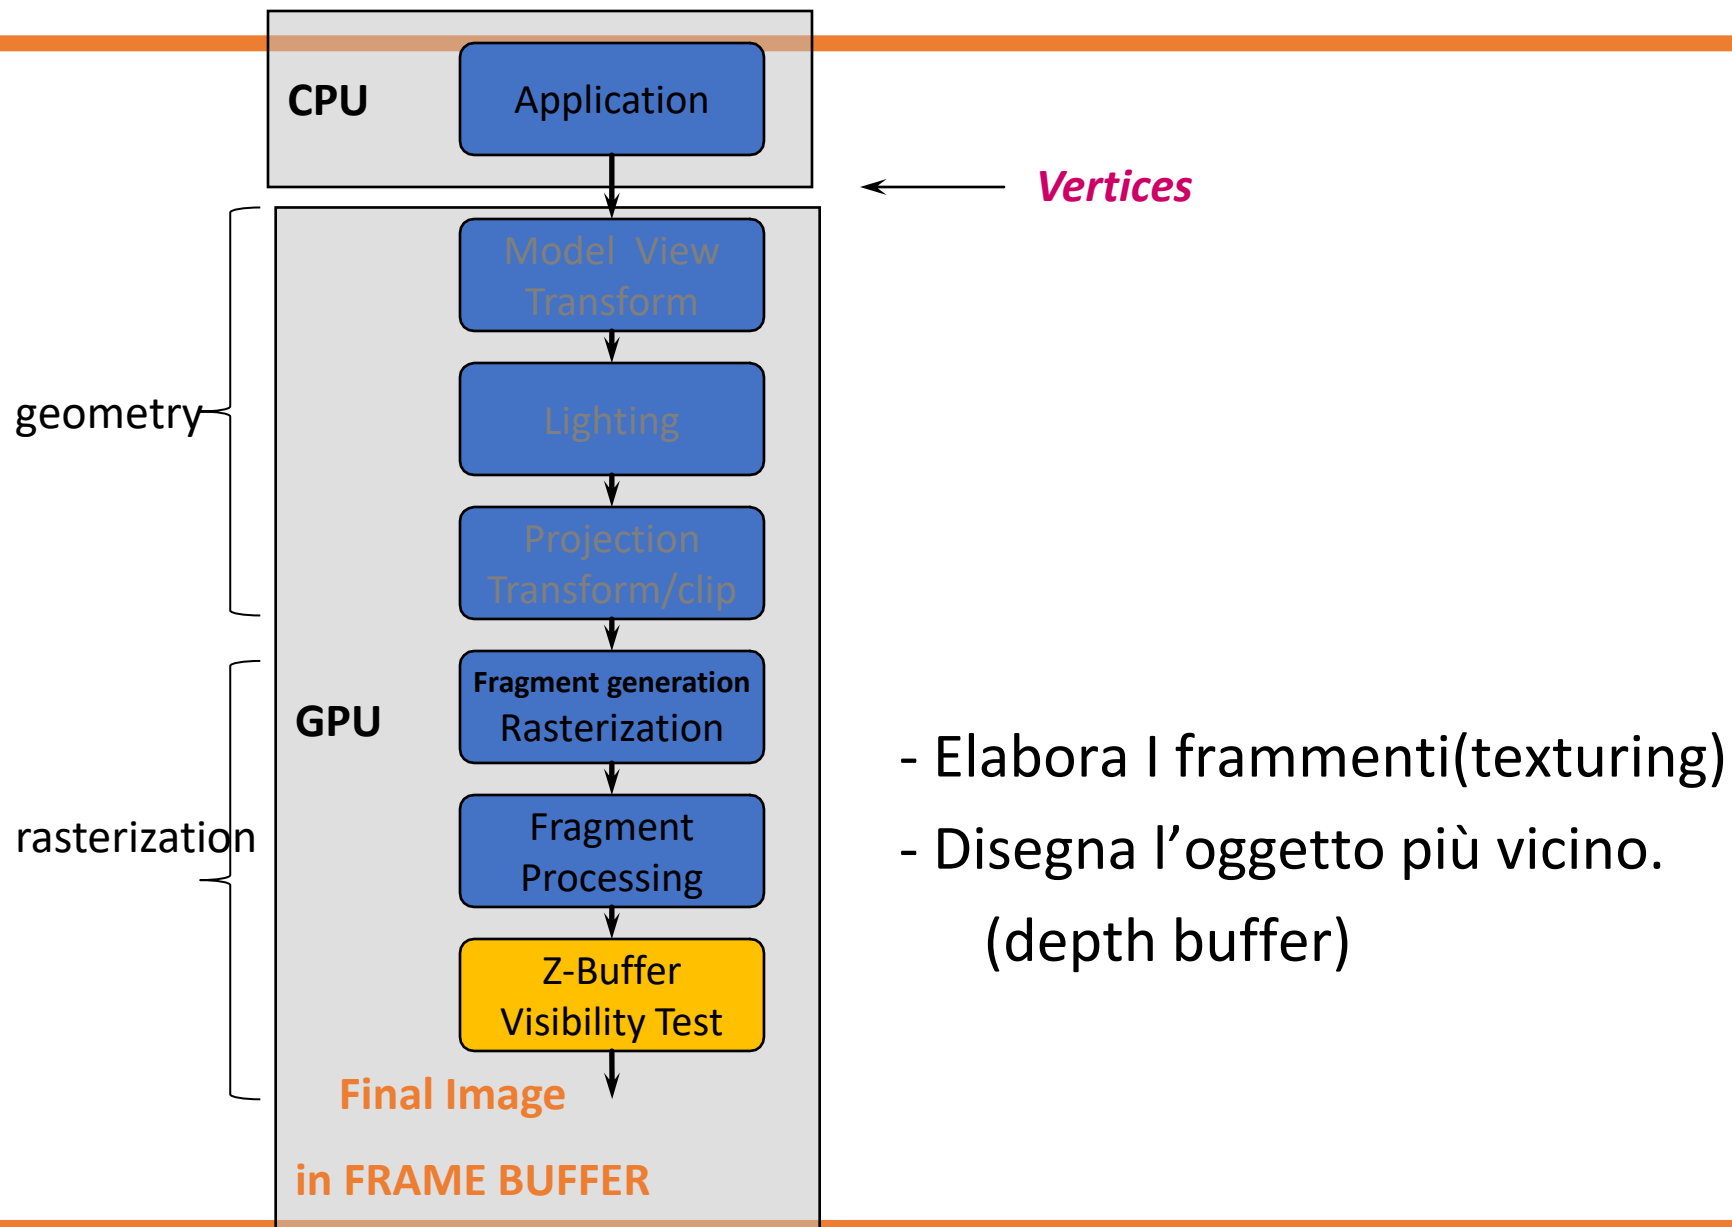 CPU
Application
Vertices
Model View
Transform
geometry
Lighting
Projection
Transform/clip
Fragment generation
GPU
Rasterization
rasterization
Fragment
Processing
Z-Buffer
Visibility Test
Final Image
in FRAME BUFFER
- Elabora I frammenti(texturing)
- Disegna l’oggetto più vicino.
(depth buffer)